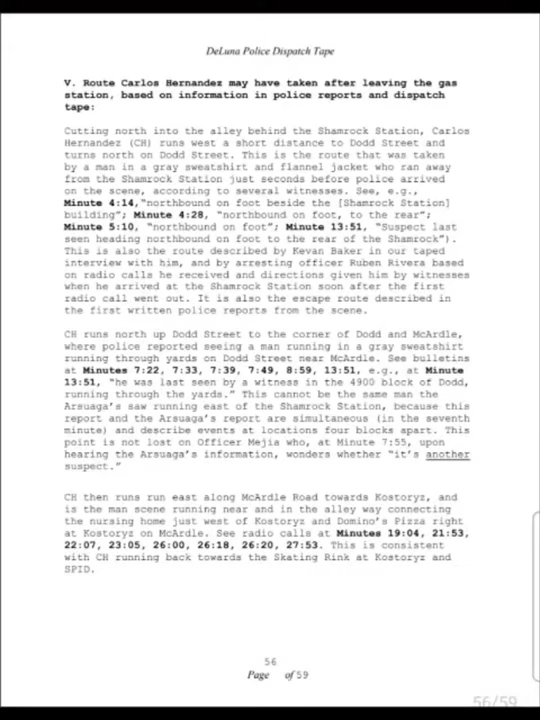 DeLuna Police Dispatch Tape
V. Route Carlos Hernandez may have taken after leaving the gas
station, based on information in police reports and dispatch
tape:
Cutting north into the alley behind the Shamrock Station, Carlos
Hernandez (CH) runs west a short distance to Dodd Street and
turns north on Dodd Street. This is the route that was taken
by a man in a gray sweatshirt and flannel jacket who ran away
from the Shamrock Station just seconds before police arrived
on the scene, according to several witnesses. See, e.g.,
Minute 4:14,"northbound on foot beside the [Shamrock Station]
building"; Minute 4:28, "northbound on foot, to the rear";
Minute 5:10, "northbound on foot"; Minute 13:51, "Suspect last
seen heading northbound on foot to the rear of the Shamrock").
This is also the route described by Kevan Baker in our taped
interview with him, and by arresting officer Ruben Rivera based
on radio calls he received and directions given him by witnesses
when he arrived at the Shamrock Station soon after the first
radio call went out. It is also the escape route described in
the first written police reports from the scene.
CH runs north up Dodd Street to the corner of Dodd and McArdle,
where police reported seeing a man running in a gray sweatshirt
running through yards on Dodd Street near McArdle. See bulletins
at Minutes 7:22, 7:33, 7:39, 7:49, 8:59, 13:51, e.g., at Minute
13:51, "he was last seen by a witness in the 4900 block of Dodd,
running through the yards." This cannot be the same man the
Arsuaga's saw running east of the Shamrock Station, because this
report and the Arsuaga's report are simultaneous (in the seventh
minute) and describe events at locations four blocks apart. This
point is not lost on Officer Mejia who, at Minute 7:55, upon
hearing the Arsuaga's information, wonders whether "it's another
suspect."
CH then runs run east along McArdle Road towards Kostoryz, and
is the man scene running near and in the alley way connecting
the nursing home just west of Kostoryz and Domino's Pizza right
at Kostoryz on McArdle. See radio calls at Minutes 19:04, 21:53,
22:07, 23:05, 26:00, 26:18, 26:20, 27:53. This is consistent
with CH running back towards the Skating Rink at Kostoryz and
SPID.
56
Page of 59
56/59